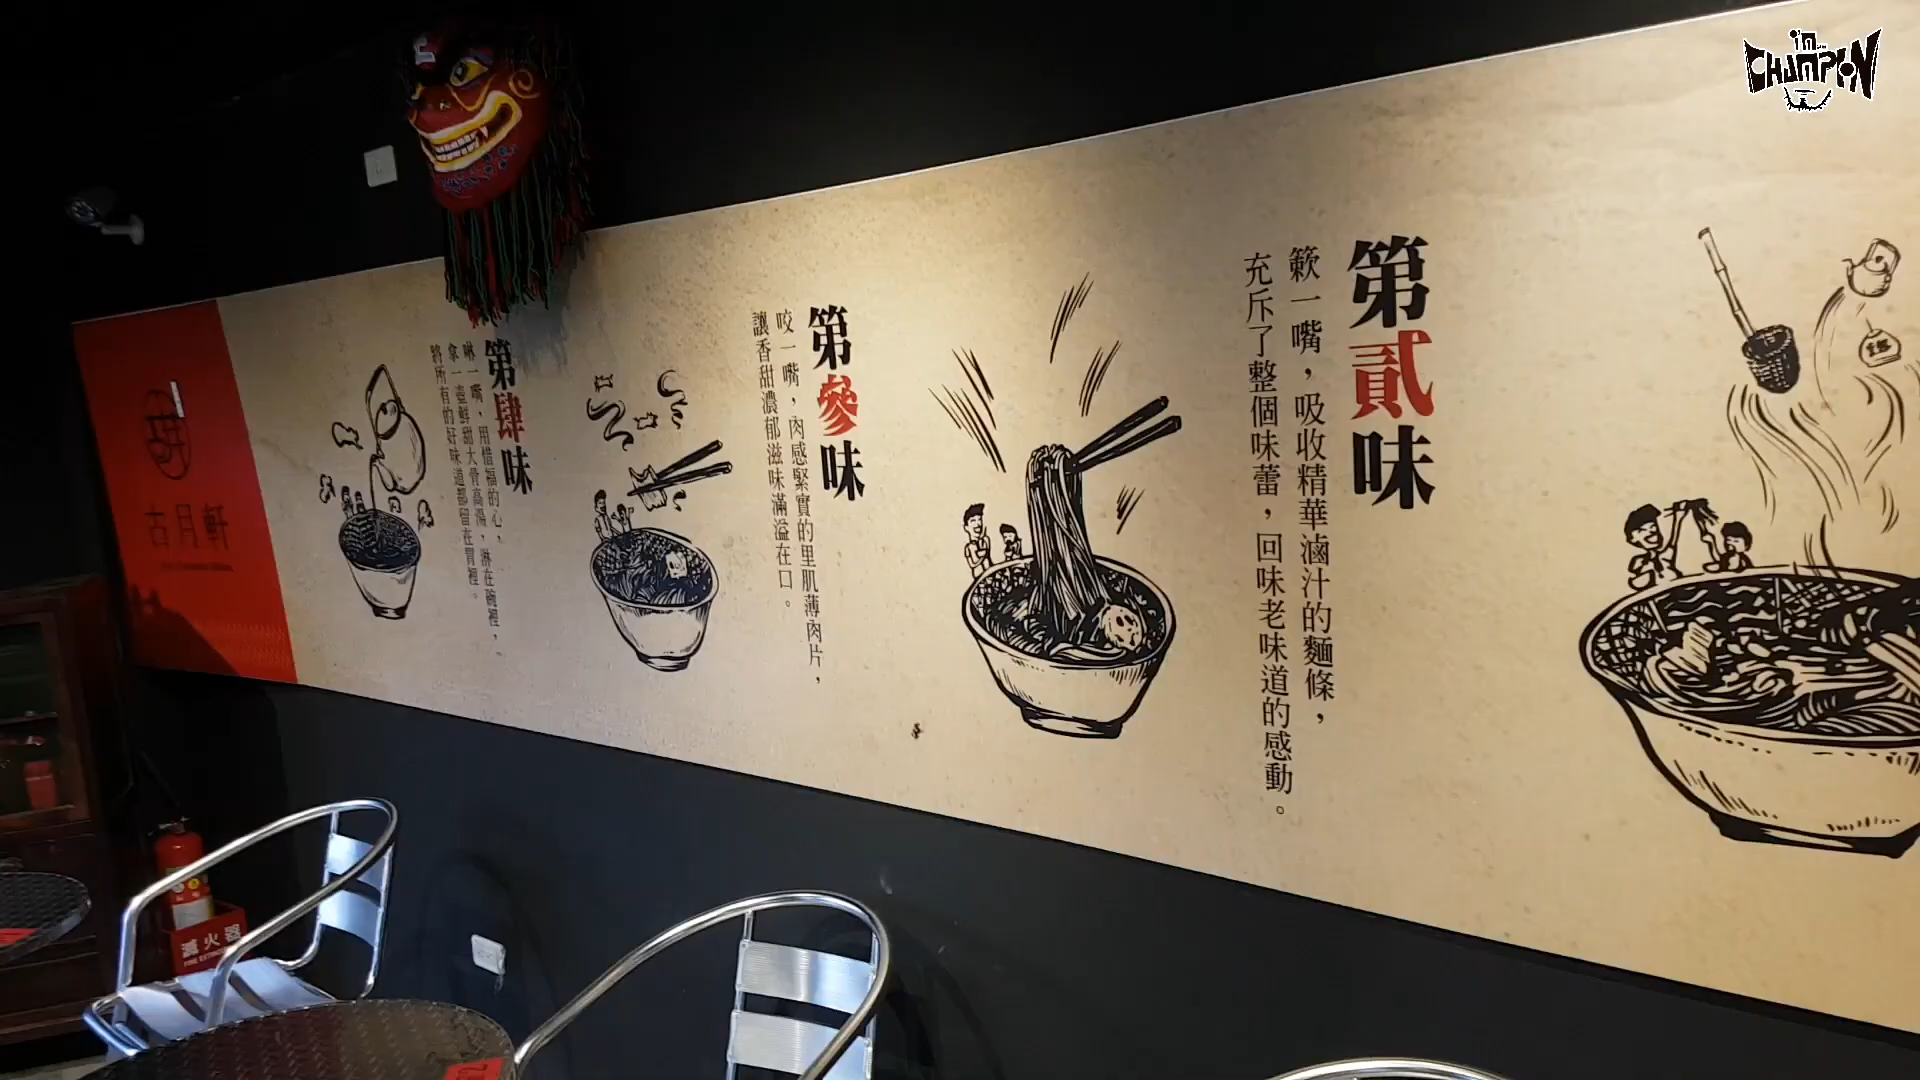 I'M CHAMPION
第貳味
簌一嘴，吸收精華滷汁的麵條，
充斥了整個味蕾，回味老味道的感動。
第參味
咬一嘴，肉感緊實的里肌薄肉片，
讓香甜濃郁滋味滿溢在口。
第肆味
啉一嘴，用惜福的心，
拿一壺鮮甜大骨高湯，淋在碗裡，
將所有的好味道都留在胃裡。
古月軒
滅火器